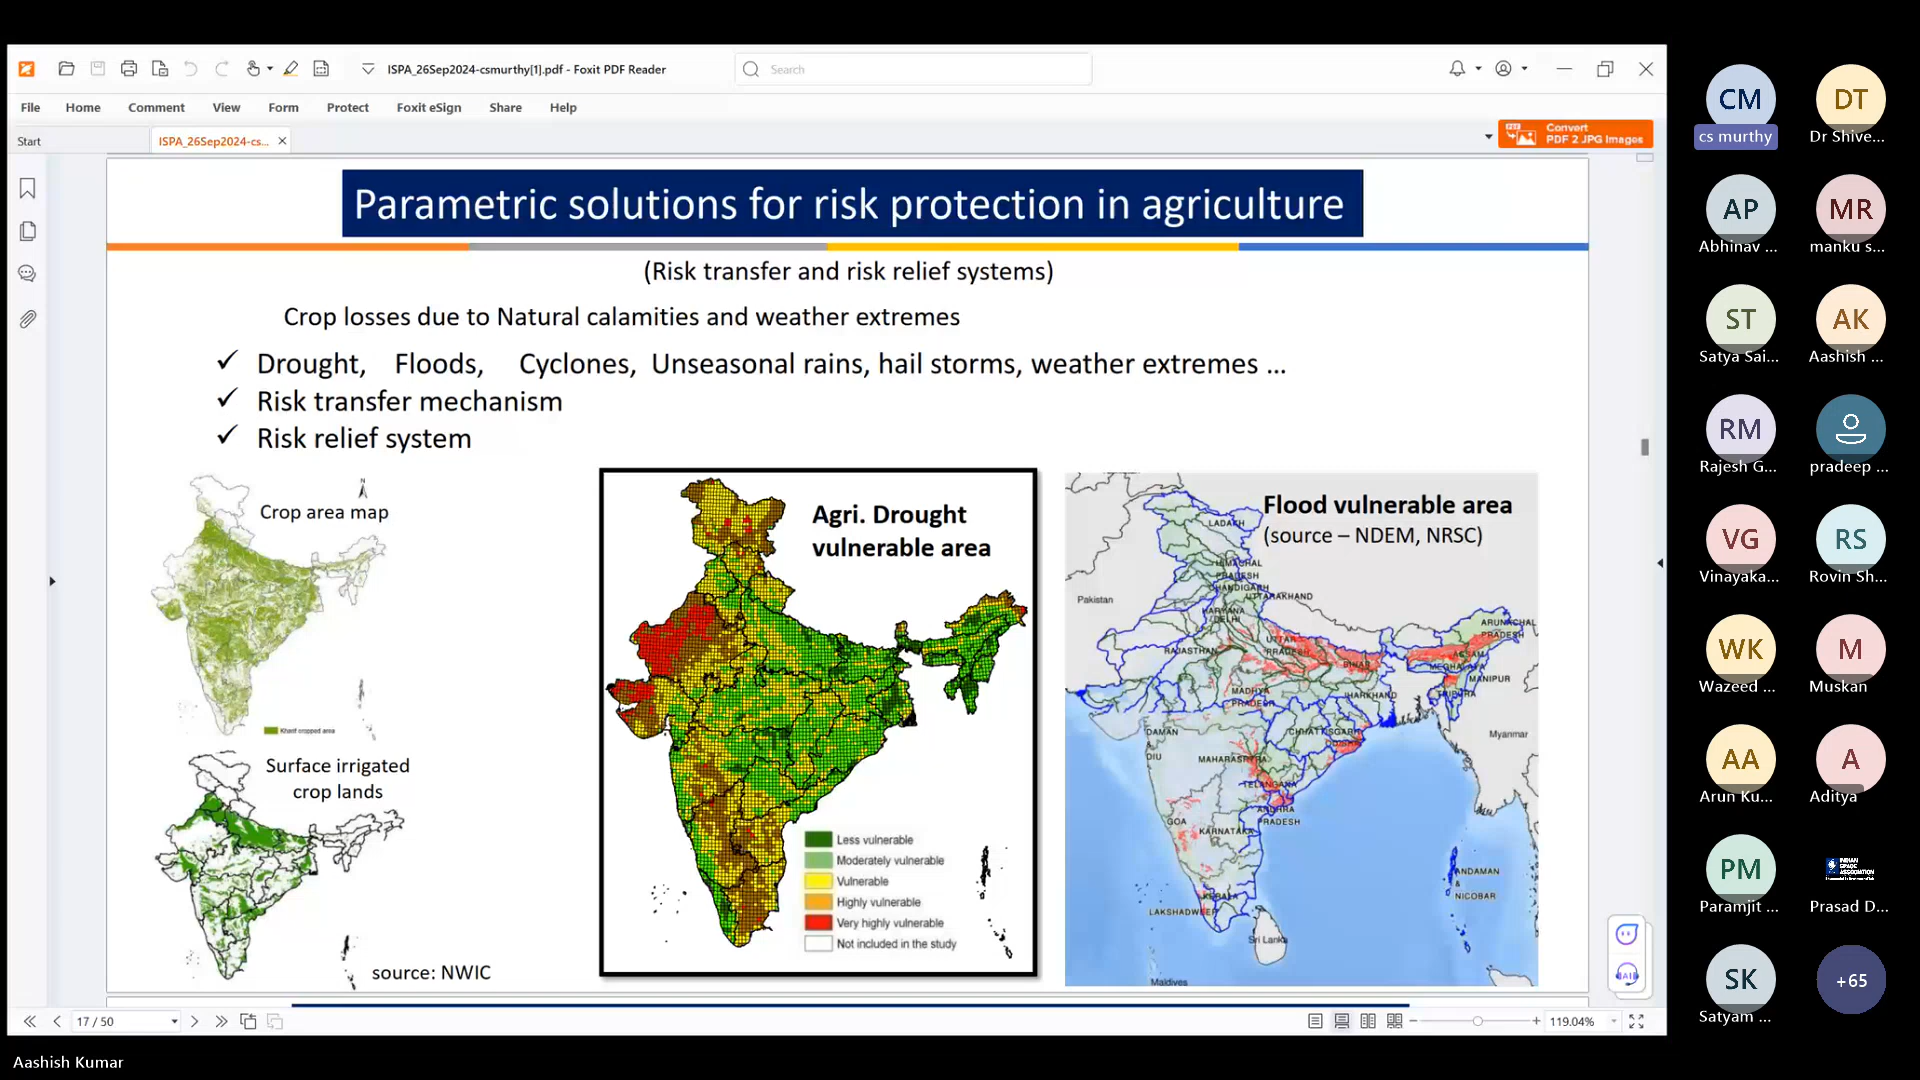 ISPA_26Sep2024-csmurthy[1].pdf - Foxit PDF Reader
Search
File Home Comment View Form Protect Foxit eSign Share Help
Start
ISPA_26Sep2024-cs...
Convert
PDF 2 JPG Images
Parametric solutions for risk protection in agriculture
(Risk transfer and risk relief systems)
Crop losses due to Natural calamities and weather extremes
✓ Drought, Floods, Cyclones, Unseasonal rains, hail storms, weather extremes ...
✓ Risk transfer mechanism
✓ Risk relief system
N
Crop area map
Kharif cropped area
Surface irrigated
crop lands
source: NWIC
Agri. Drought
vulnerable area
Less vulnerable
Moderately vulnerable
Vulnerable
Highly vulnerable
Very highly vulnerable
Not included in the study
Flood vulnerable area
(source – NDEM, NRSC)
LADAKH
HIMACHAL
PRADESH
CHANDIGARH
UTTARAKHAND
Pakistan
HARYANA
DELHI
ARUNACHAL
PRADESH
UTTAR
PRADESH
RAJASTHAN
BIHAR
ASSAM
MEGHALAYA
MANIPUR
TRIPURA
MADHYA
PRADESH
JHARKHAND
DAMAN
CHHATTISGARH
Myanmar
DIU
MAHARASHTRA
TELANGANA
ANDHRA
PRADESH
GOA
KARNATAKA
ANDAMAN
&
NICOBAR
KERALA
LAKSHADWEEP
Sri Lanka
Maldives
17 / 50
119.04%
CM
cs murthy
DT
Dr Shive...
AP
Abhinav ...
MR
manku s...
ST
Satya Sai...
AK
Aashish ...
RM
Rajesh G...
pradeep ...
VG
Vinayaka...
RS
Rovin Sh...
WK
Wazeed ...
M
Muskan
AA
Arun Ku...
A
Aditya
PM
Paramjit ...
INDIAN
SPACE
ASSOCIATION
Prasad D...
SK
Satyam ...
+65
Aashish Kumar